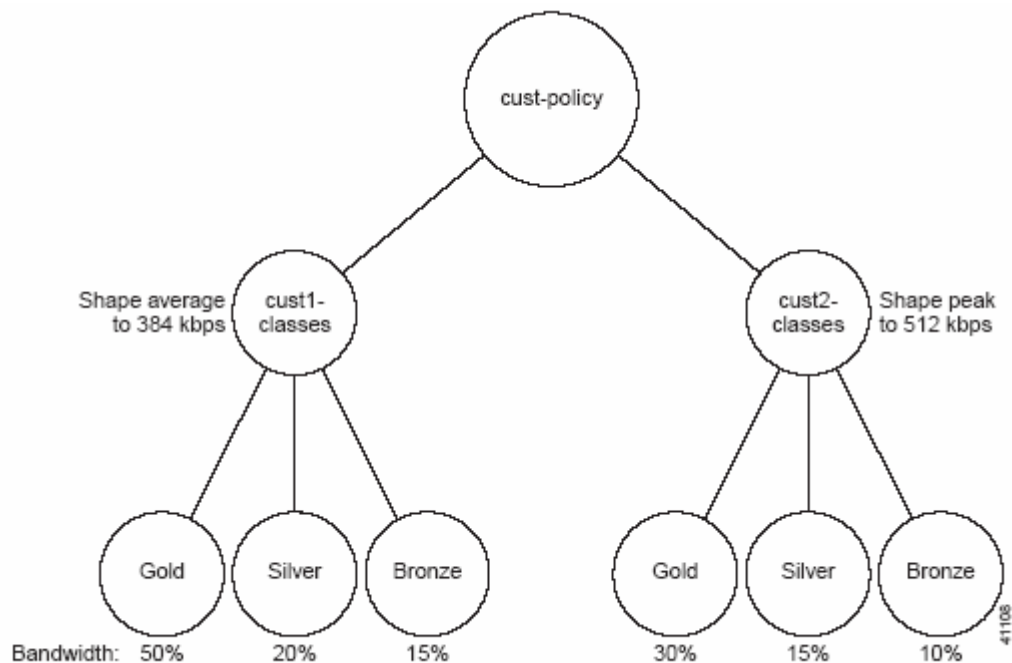 cust-policy
Shape average
to 384 kbps
cust1-
classes
cust2-
classes
Shape peak
to 512 kbps
Gold
Silver
Bronze
Gold
Silver
Bronze
Bandwidth: 50% 20% 15% 30% 15% 10%
41108